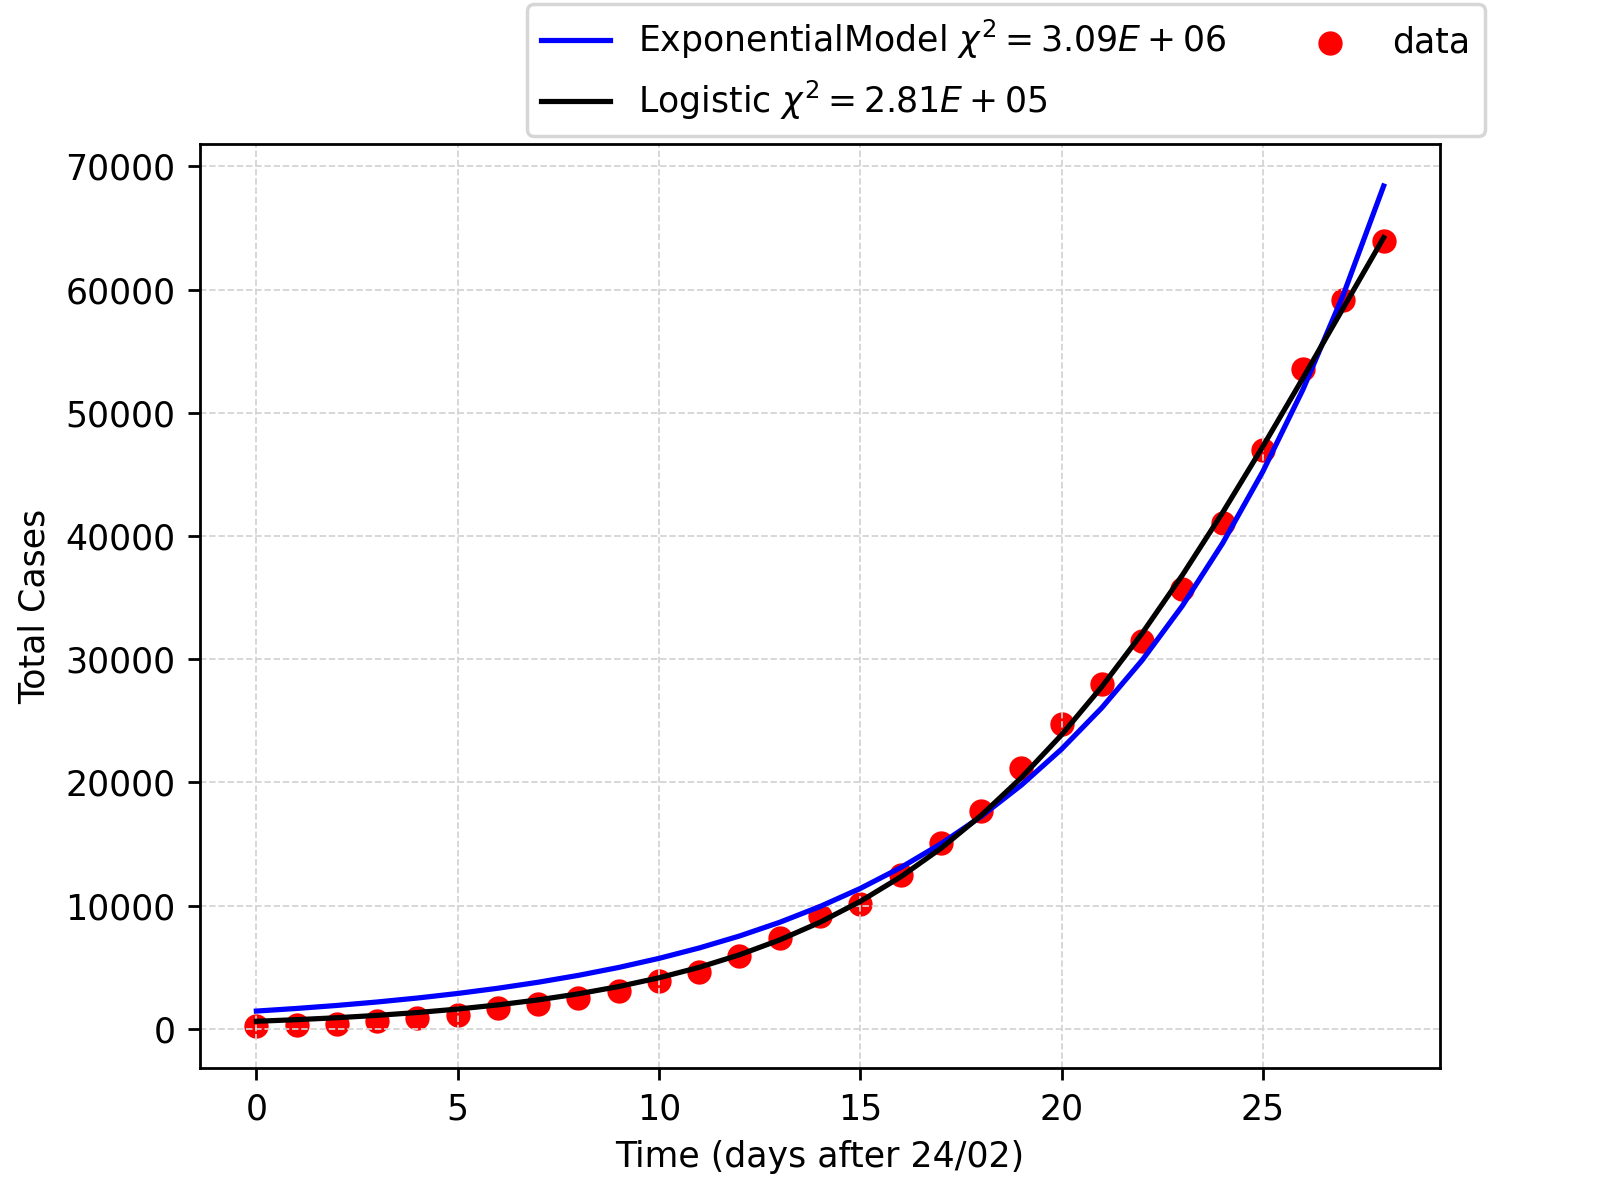 ExponentialModel χ² = 3.09E + 06
Logistic χ² = 2.81E + 05
data
70000
60000
50000
40000
30000
20000
10000
0
Total Cases
0 5 10 15 20 25
Time (days after 24/02)